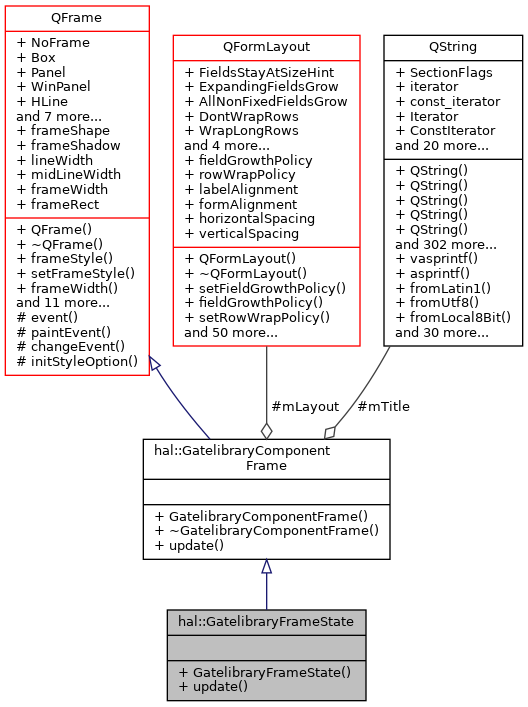 QFrame
+ NoFrame
+ Box
+ Panel
+ WinPanel
+ HLine
and 7 more...
+ frameShape
+ frameShadow
+ lineWidth
+ midLineWidth
+ frameWidth
+ frameRect
+ QFrame()
+ ~QFrame()
+ frameStyle()
+ setFrameStyle()
+ frameWidth()
and 11 more...
# event()
# paintEvent()
# changeEvent()
# initStyleOption()
QFormLayout
+ FieldsStayAtSizeHint
+ ExpandingFieldsGrow
+ AllNonFixedFieldsGrow
+ DontWrapRows
+ WrapLongRows
and 4 more...
+ fieldGrowthPolicy
+ rowWrapPolicy
+ labelAlignment
+ formAlignment
+ horizontalSpacing
+ verticalSpacing
+ QFormLayout()
+ ~QFormLayout()
+ setFieldGrowthPolicy()
+ fieldGrowthPolicy()
+ setRowWrapPolicy()
and 50 more...
QString
+ SectionFlags
+ iterator
+ const_iterator
+ Iterator
+ ConstIterator
and 20 more...
+ QString()
+ QString()
+ QString()
+ QString()
+ QString()
and 302 more...
+ vasprintf()
+ asprintf()
+ fromLatin1()
+ fromUtf8()
+ fromLocal8Bit()
and 30 more...
#mLayout
#mTitle
hal::GatelibraryComponent
Frame
+ GatelibraryComponentFrame()
+ ~GatelibraryComponentFrame()
+ update()
hal::GatelibraryFrameState
+ GatelibraryFrameState()
+ update()